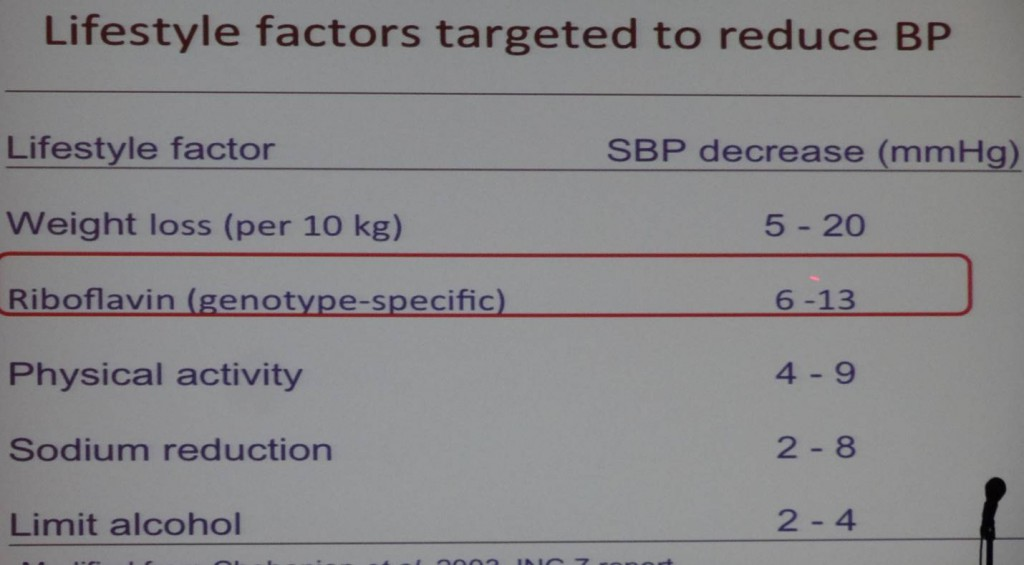 Lifestyle factors targeted to reduce BP
Lifestyle factor SBP decrease (mmHg)
Weight loss (per 10 kg) 5 - 20
Riboflavin (genotype-specific) 6 -13
Physical activity 4 - 9
Sodium reduction 2 - 8
Limit alcohol 2 - 4